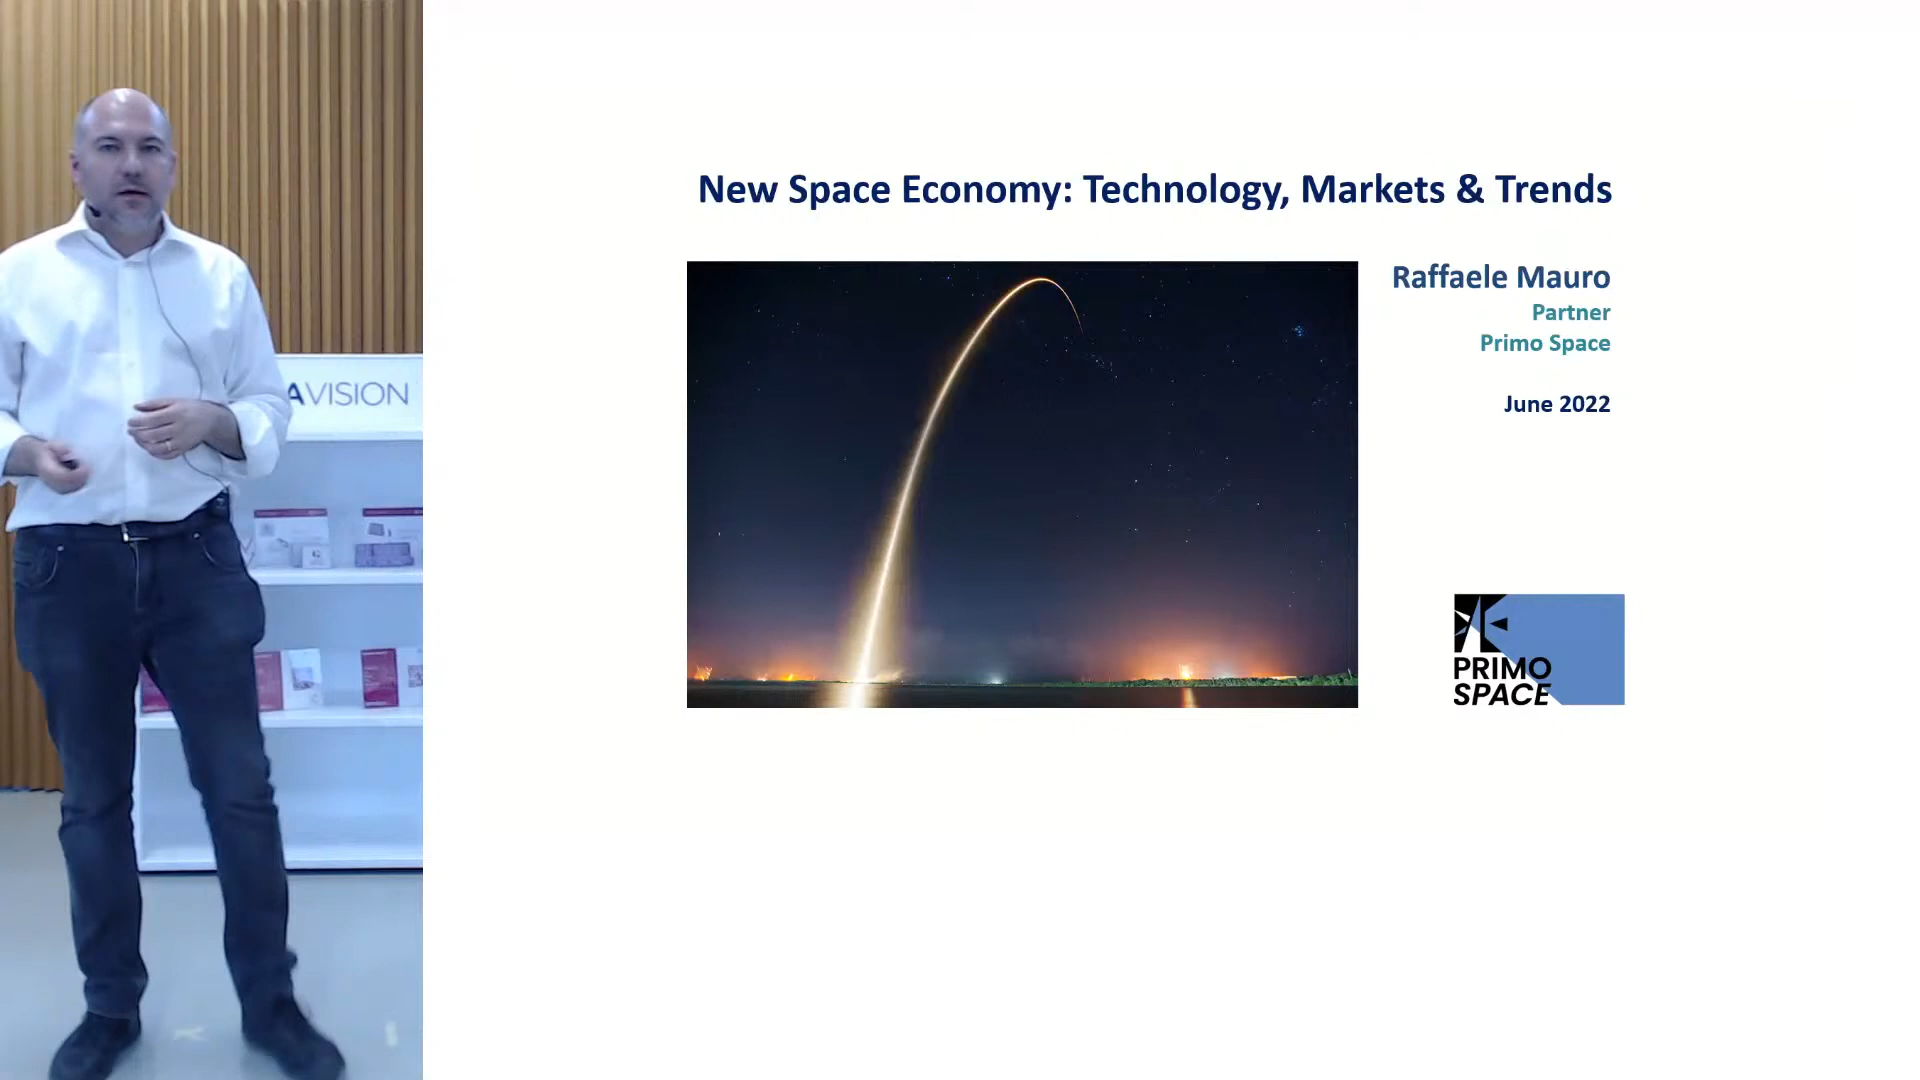 AVISION
New Space Economy: Technology, Markets & Trends
Raffaele Mauro
Partner
Primo Space
June 2022
PRIMO
SPACE